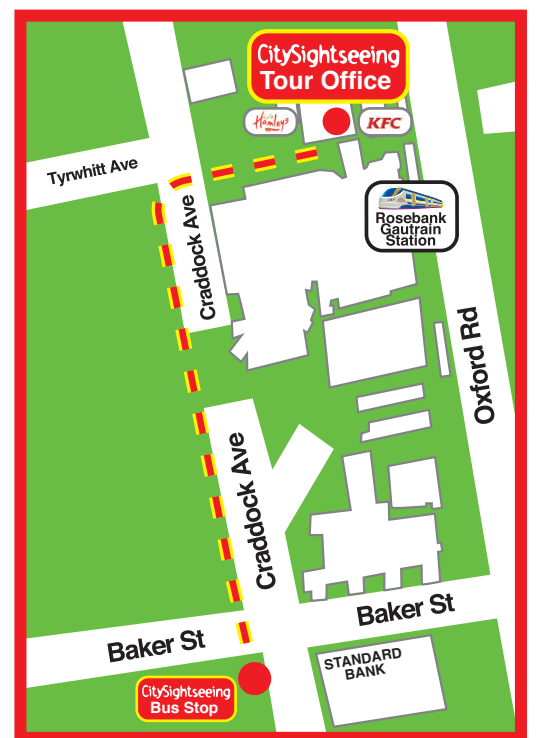 CitySightseeing
Tour Office
Hamleys
KFC
Tyrwhitt Ave
Rosebank
Gautrain
Station
Craddock Ave
Oxford Rd
Craddock Ave
Baker St
Baker St
STANDARD
BANK
CitySightseeing
Bus Stop